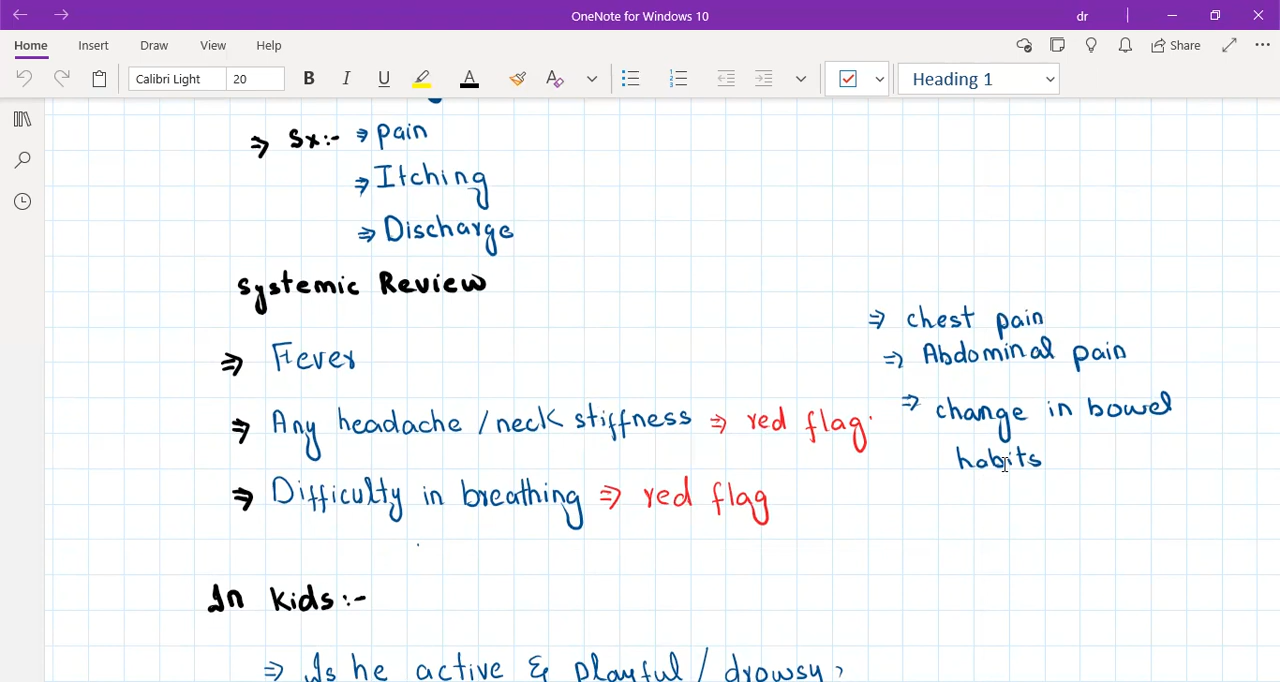 OneNote for Windows 10
dr
Home Insert Draw View Help
Share
Calibri Light 20 B I U A A Heading 1
⇒ Sx:- ⇒ pain
⇒ Itching
⇒ Discharge
Systemic Review
⇒ Fever
⇒ Any headache / neck stiffness ⇒ red flag.
⇒ Difficulty in breathing ⇒ red flag
⇒ chest pain
⇒ Abdominal pain
⇒ change in bowel
habits
In Kids:-
⇒ Is he active & playful / drowsy ?